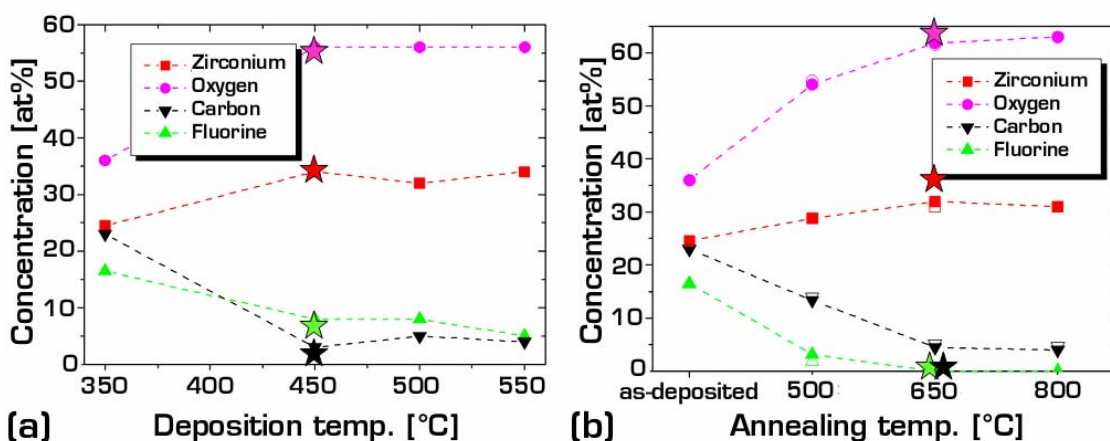 60
50
40
30
20
10
0
Concentration [at%]
Zirconium
Oxygen
Carbon
Fluorine
350 400 450 500 550
Deposition temp. [°C]
(a)
60
50
40
30
20
10
0
Concentration [at%]
Zirconium
Oxygen
Carbon
Fluorine
as-deposited 500 650 800
Annealing temp. [°C]
(b)